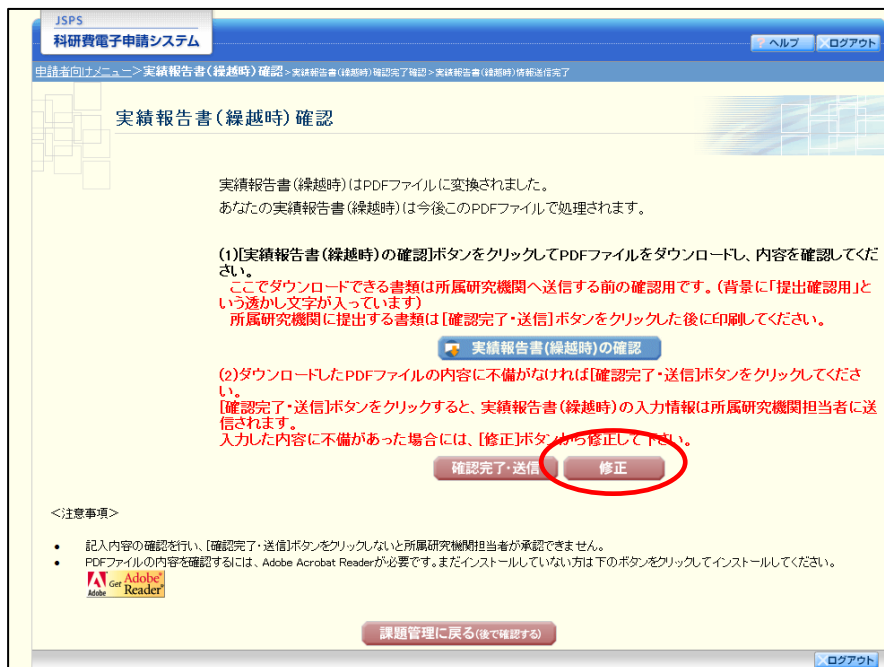 JSPS
科研費電子申請システム
? ヘルプ
×ログアウト
申請者向けメニュー>実績報告書(繰越時)確認>実績報告書(繰越時)確認完了確認>実績報告書(繰越時)情報送信完了
実績報告書(繰越時)確認
実績報告書(繰越時)はPDFファイルに変換されました。
あなたの実績報告書(繰越時)は今後このPDFファイルで処理されます。
(1)[実績報告書(繰越時)の確認]ボタンをクリックしてPDFファイルをダウンロードし、内容を確認してくだ
さい。
ここでダウンロードできる書類は所属研究機関へ送信する前の確認用です。(背景に「提出確認用」と
いう透かし文字が入っています)
所属研究機関に提出する書類は[確認完了・送信]ボタンをクリックした後に印刷してください。
実績報告書(繰越時)の確認
(2)ダウンロードしたPDFファイルの内容に不備がなければ[確認完了・送信]ボタンをクリックしてくださ
い。
[確認完了・送信]ボタンをクリックすると、実績報告書(繰越時)の入力情報は所属研究機関担当者に送
信されます。
入力した内容に不備があった場合には、[修正]ボタンから修正して下さい。
確認完了・送信
修正
<注意事項>
• 記入内容の確認を行い、[確認完了・送信]ボタンをクリックしないと所属研究機関担当者が承認できません。
• PDFファイルの内容を確認するには、Adobe Acrobat Readerが必要です。まだインストールしていない方は下のボタンをクリックしてインストールしてください。
Adobe
Get Adobe®
Reader®
課題管理に戻る(後で確認する)
×ログアウト